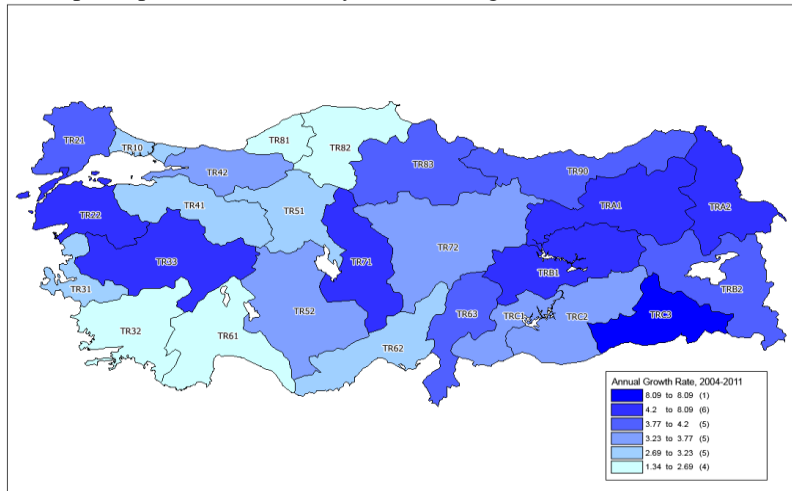 TR21
TR10
TR81
TR82
TR42
TR83
TR90
TR22
TR41
TR51
TRA1
TRA2
TR33
TR71
TR72
TRB1
TR31
TRB2
TR32
TR61
TR52
TR62
TR63
TRC1
TRC2
TRC3
Annual Growth Rate, 2004-2011
8.09 to 8.09 (1)
4.2 to 8.09 (6)
3.77 to 4.2 (5)
3.23 to 3.77 (5)
2.69 to 3.23 (5)
1.34 to 2.69 (4)